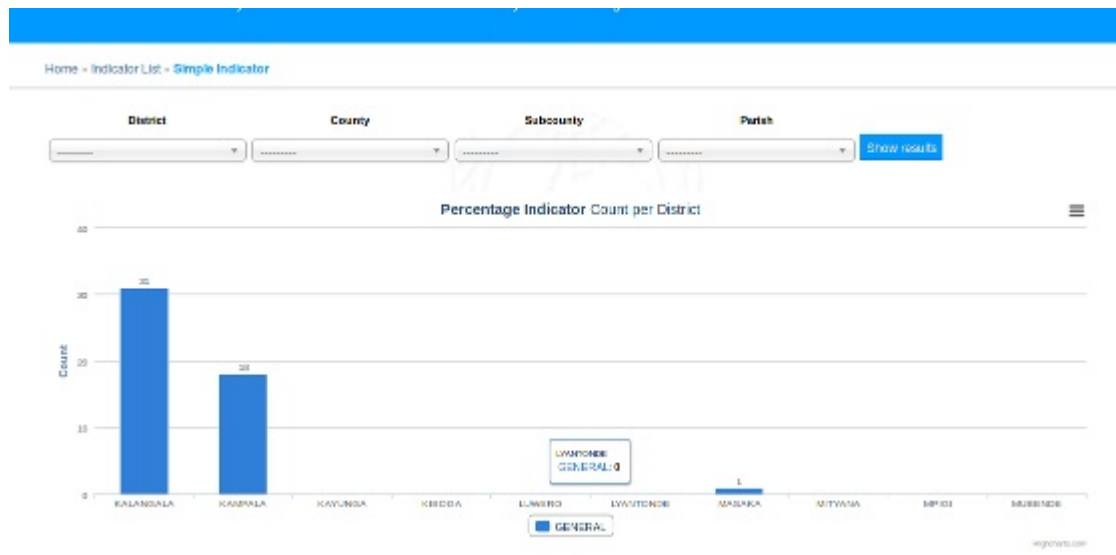 Home » Indicator List » Simple Indicator
District County Subcounty Parish
--------- --------- --------- --------- Show results
Percentage Indicator Count per District
40
31
30
Count
20
18
10
LYANTONDE
GENERAL: 0
1
0
KALANGALA KAMPALA KAYUNGA KIBOGA LUWERO LYANTONDE MASAKA MITYANA MPIGI MUBENDE
GENERAL
highcharts.com